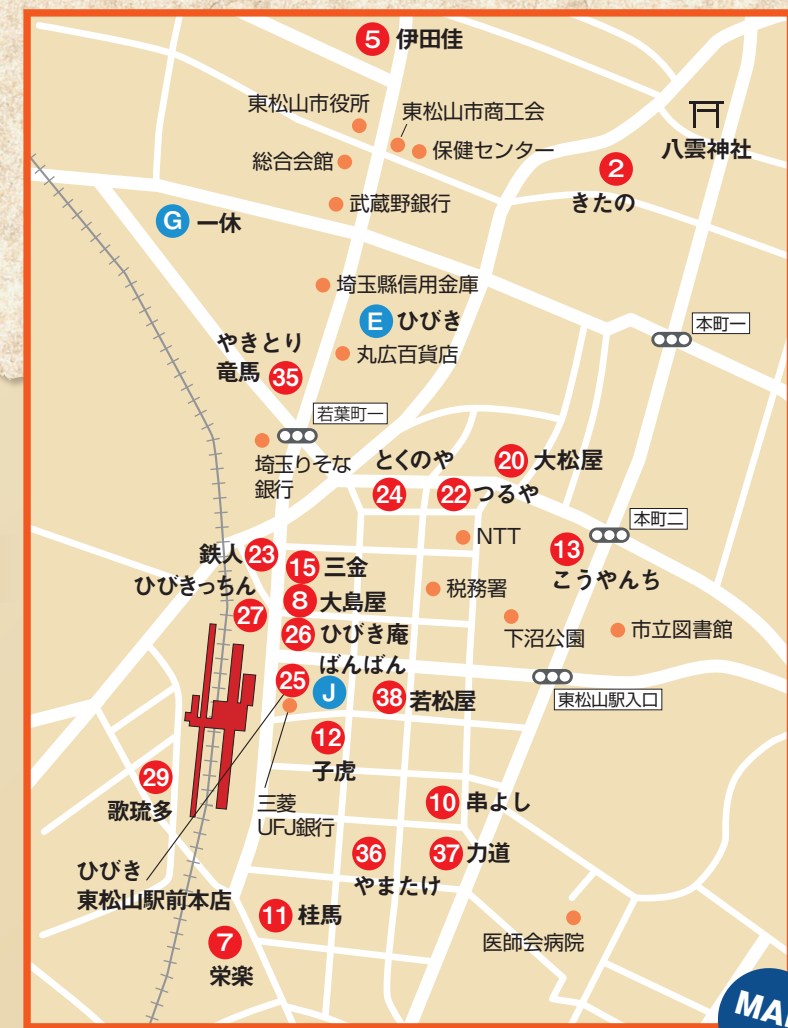 5 伊田佳
東松山市役所
東松山市商工会
総合会館
保健センター
八雲神社
2
きたの
武蔵野銀行
G 一休
埼玉縣信用金庫
E ひびき
丸広百貨店
本町一
やきとり
竜馬 35
若葉町一
埼玉りそな
銀行
とくのや
24
22 つるや
20 大松屋
本町二
NTT
13
こうやんち
鉄人 23
15 三金
ひびきっちん
27
8 大島屋
税務署
下沼公園
市立図書館
26 ひびき庵
ばんばん
25
J
38 若松屋
東松山駅入口
12
子虎
29
歌琉多
三菱
UFJ銀行
10 串よし
36
やまたけ
37 力道
ひびき
東松山駅前本店
11 桂馬
7
栄楽
医師会病院